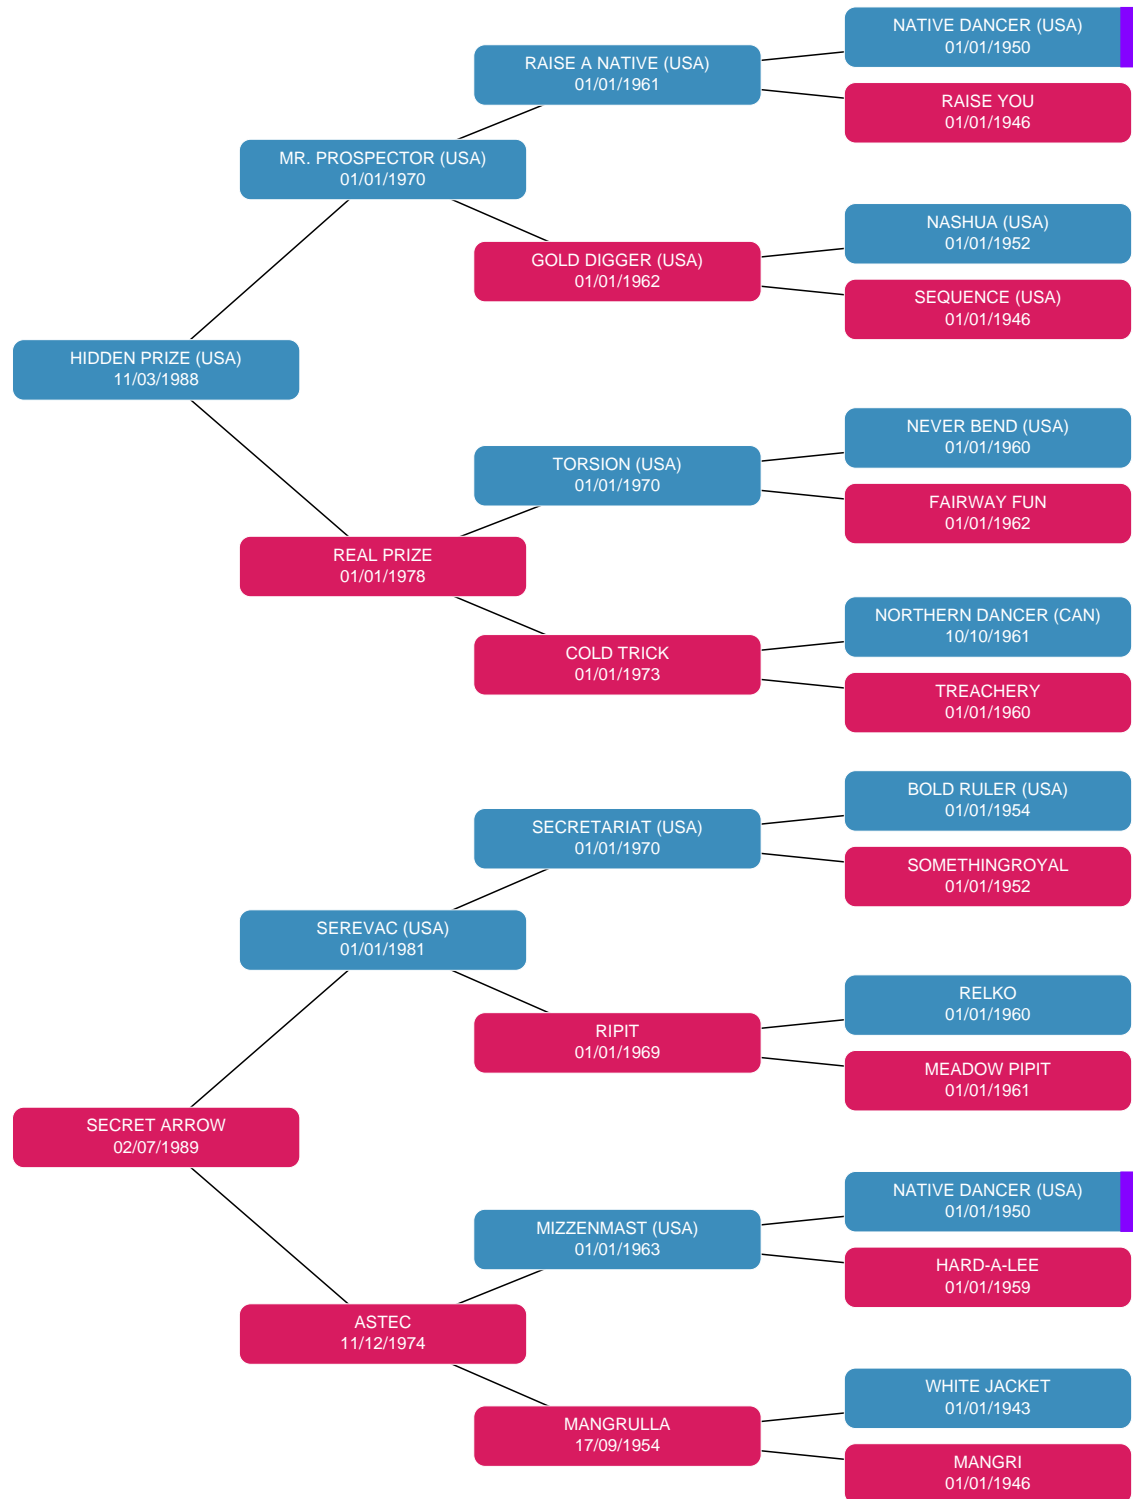 NATIVE DANCER (USA)
01/01/1950
RAISE A NATIVE (USA)
01/01/1961
RAISE YOU
01/01/1946
MR. PROSPECTOR (USA)
01/01/1970
NASHUA (USA)
01/01/1952
GOLD DIGGER (USA)
01/01/1962
SEQUENCE (USA)
01/01/1946
HIDDEN PRIZE (USA)
11/03/1988
NEVER BEND (USA)
01/01/1960
TORSION (USA)
01/01/1970
FAIRWAY FUN
01/01/1962
REAL PRIZE
01/01/1978
NORTHERN DANCER (CAN)
10/10/1961
COLD TRICK
01/01/1973
TREACHERY
01/01/1960
BOLD RULER (USA)
01/01/1954
SECRETARIAT (USA)
01/01/1970
SOMETHINGROYAL
01/01/1952
SEREVAC (USA)
01/01/1981
RELKO
01/01/1960
RIPIT
01/01/1969
MEADOW PIPIT
01/01/1961
SECRET ARROW
02/07/1989
NATIVE DANCER (USA)
01/01/1950
MIZZENMAST (USA)
01/01/1963
HARD-A-LEE
01/01/1959
ASTEC
11/12/1974
WHITE JACKET
01/01/1943
MANGRULLA
17/09/1954
MANGRI
01/01/1946